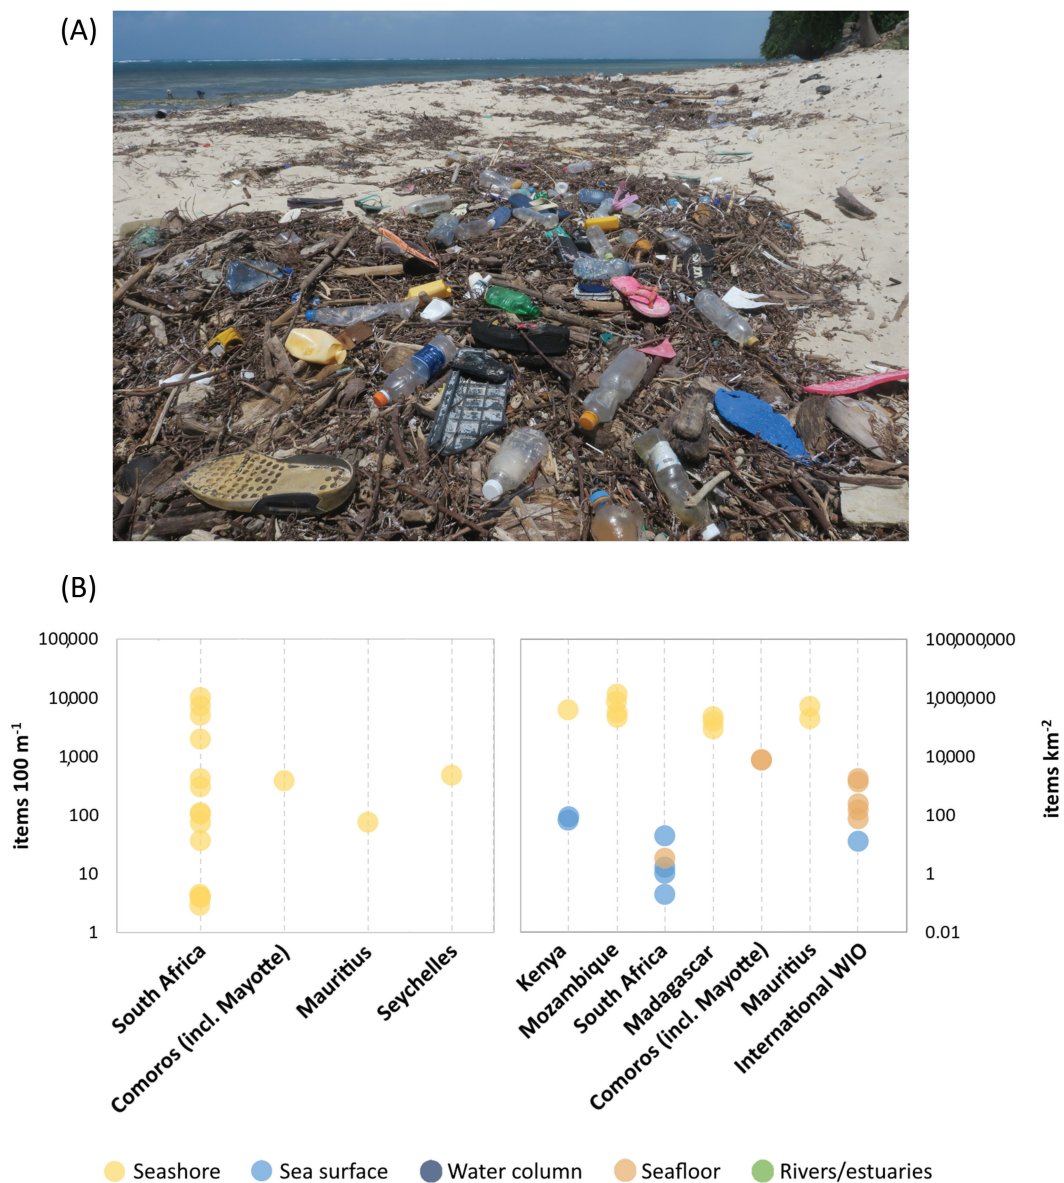 (A)
(B)
100,000
10,000
1,000
100
10
1
items 100 m⁻¹
South Africa
Comoros (incl. Mayotte)
Mauritius
Seychelles
100,000,000
1,000,000
10,000
100
1
0.01
items km⁻²
Kenya
Mozambique
South Africa
Madagascar
Comoros (incl. Mayotte)
Mauritius
International WIO
Seashore
Sea surface
Water column
Seafloor
Rivers/estuaries